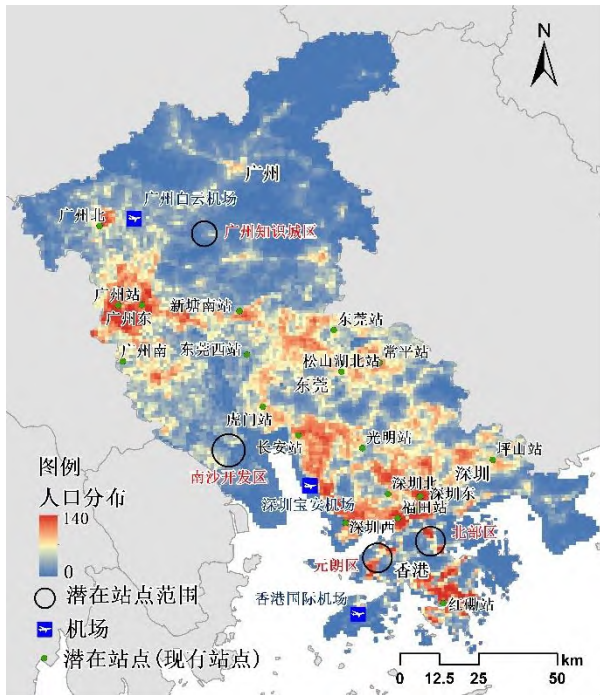 N
广州
广州白云机场
广州北
广州知识城区
广州站
广州东
新塘南站
东莞站
广州南
东莞西站
松山湖北站
常平站
东莞
虎门站
长安站
光明站
坪山站
南沙开发区
深圳
深圳北
深圳东
深圳宝安机场
福田站
深圳西
北部区
元朗区
香港
香港国际机场
红磡站
图例
人口分布
140
0
潜在站点范围
机场
潜在站点(现有站点)
km
0 12.5 25 50